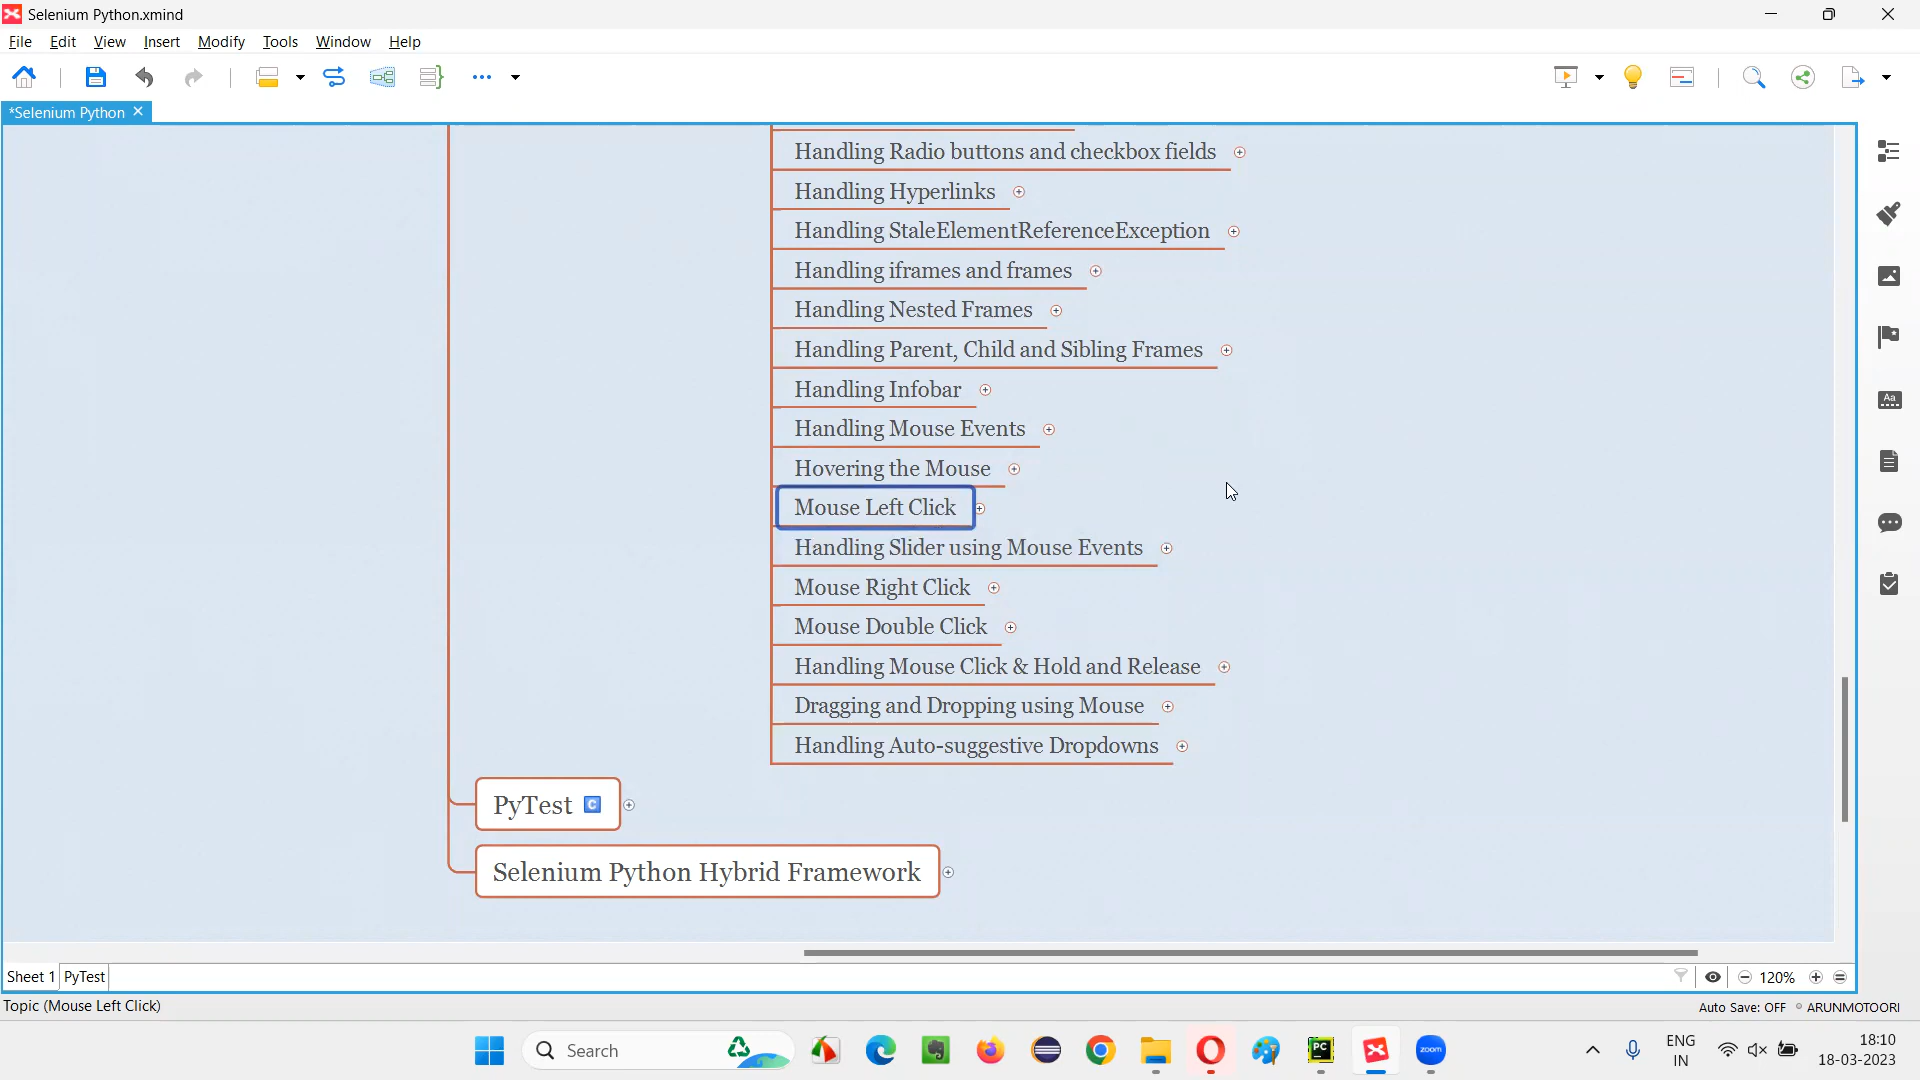 Selenium Python.xmind
File Edit View Insert Modify Tools Window Help
*Selenium Python
Handling Radio buttons and checkbox fields
Handling Hyperlinks
Handling StaleElementReferenceException
Handling iframes and frames
Handling Nested Frames
Handling Parent, Child and Sibling Frames
Handling Infobar
Handling Mouse Events
Hovering the Mouse
Mouse Left Click
Handling Slider using Mouse Events
Mouse Right Click
Mouse Double Click
Handling Mouse Click & Hold and Release
Dragging and Dropping using Mouse
Handling Auto-suggestive Dropdowns
PyTest C
Selenium Python Hybrid Framework
Aa
Sheet 1 PyTest
120%
Topic (Mouse Left Click)
Auto Save: OFF ARUNMOTOORI
Search
PC
zoom
ENG
IN
18:10
18-03-2023